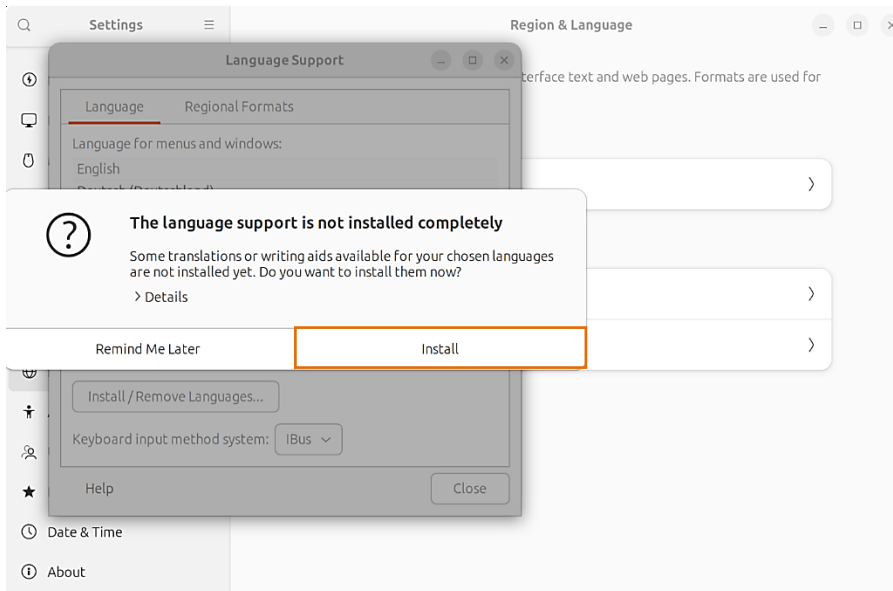 Settings
Region & Language
Language Support
terface text and web pages. Formats are used for
Language
Regional Formats
Language for menus and windows:
English
Deutsch (Deutschland)
The language support is not installed completely
Some translations or writing aids available for your chosen languages
are not installed yet. Do you want to install them now?
Details
Remind Me Later
Install
Install / Remove Languages...
Keyboard input method system:
IBus
Help
Close
Date & Time
About